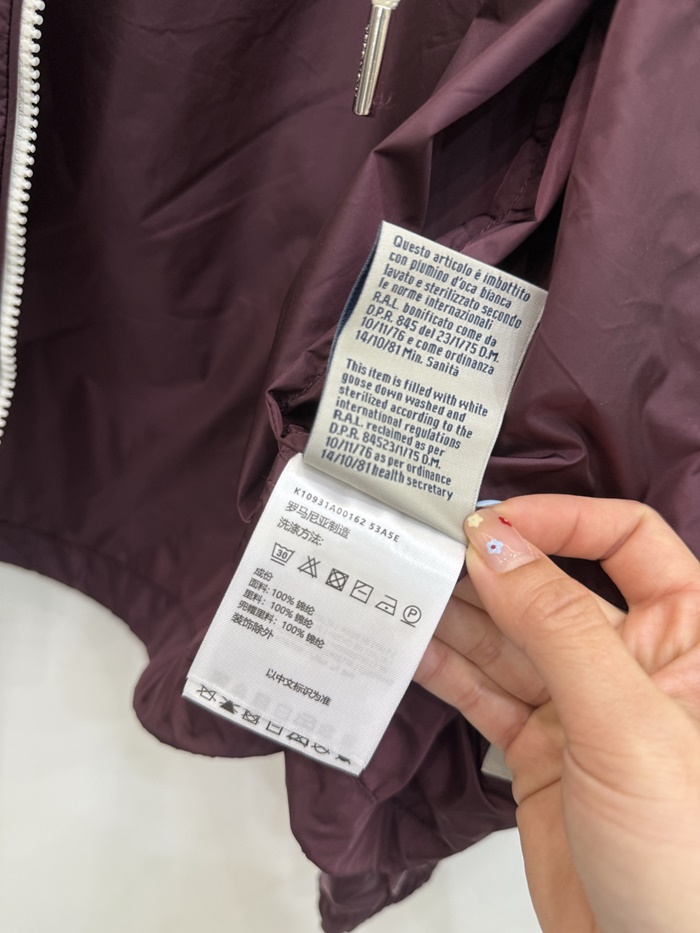 Questo articolo è imbottito
con piumino d'oca bianca
lavato e sterilizzato secondo
le norme internazionali:
R.A.L. bonificato come da
D.P.R. 845 del 23/1/75 D.M.
10/11/76 e come ordinanza
14/10/81 Min. Sanità
This item is filled with white
goose down washed and
sterilized according to the
international regulations
R.A.L. reclaimed as per
D.P.R. 84523/1/75 D.M.
10/11/76 as per ordinance
14/10/81 health secretary
K10931A00162 53A5E
罗马尼亚制造
洗涤方法:
30
P
成份
面料: 100% 锦纶
里料: 100% 锦纶
兜帽里料: 100% 锦纶
装饰除外
以中文标识为准